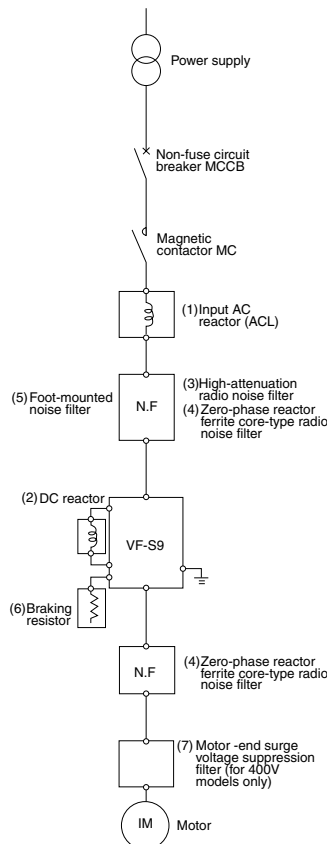 Power supply
Non-fuse circuit
breaker MCCB
Magnetic
contactor MC
(1)Input AC
reactor (ACL)
(5) Foot-mounted
noise filter
N.F
(3)High-attenuation
radio noise filter
(4) Zero-phase reactor
ferrite core-type radio
noise filter
(2) DC reactor
VF-S9
(6) Braking
resistor
N.F
(4)Zero-phase reactor
ferrite core-type radio
noise filter
(7) Motor -end surge
voltage suppression
filter (for 400V
models only)
IM
Motor